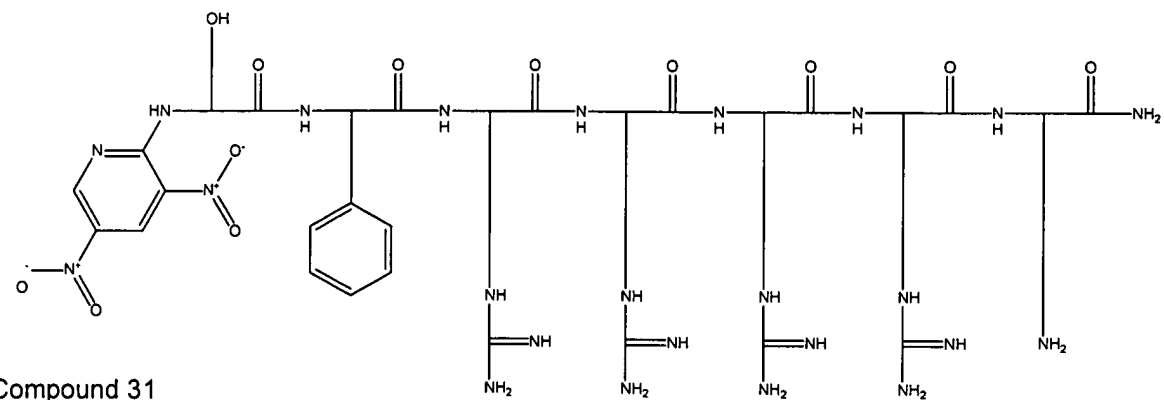 OH
O O O O O O O
HN N N N N N N NH₂
H H H H H H
N O⁻
N⁺
O
⁻ N⁺
O
O
NH NH NH NH
NH NH NH NH NH₂
NH₂ NH₂ NH₂ NH₂
Compound 31